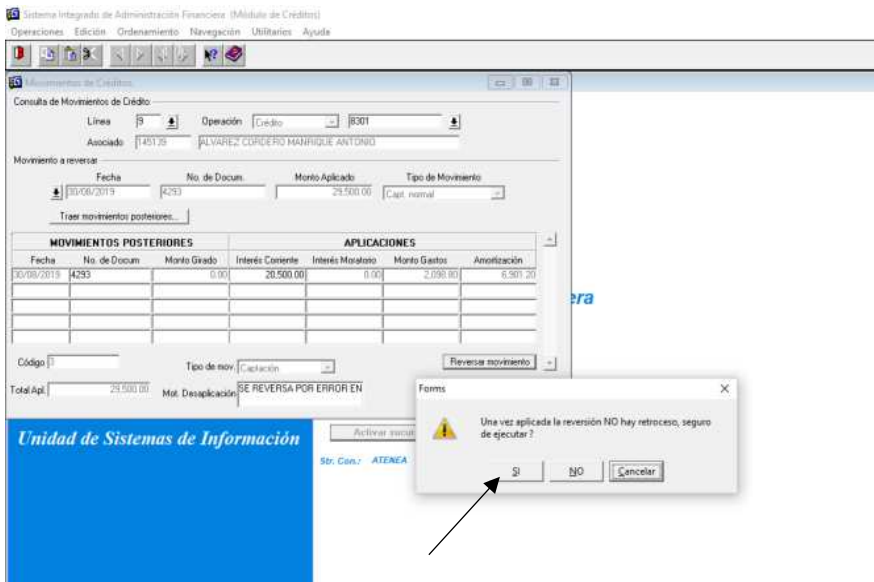 Sistema Integrado de Administración Financiera (Módulo de Créditos)
Operaciones Edición Ordenamiento Navegación Utilitarios Ayuda
Movimientos de Créditos
Consulta de Movimientos de Crédito
Línea 9 Operación Crédito 8301
Asociado 145139 ALVAREZ CORDERO MANRIQUE ANTONIO
Movimiento a reversar
Fecha No. de Docum. Monto Aplicado Tipo de Movimiento
30/08/2019 4293 29,500.00 Capt. normal
Traer movimientos posteriores...
MOVIMIENTOS POSTERIORES APLICACIONES
Fecha No. de Docum Monto Girado Interés Corriente Interés Moratorio Monto Gastos Amortización
30/08/2019 4293 0.00 20,500.00 0.00 2,098.80 6,901.20
era
Código
Tipo de mov. Captación
Reversar movimiento
Total Apl. 29,500.00 Mot. Desaplicación SE REVERSA POR ERROR EN
Forms
Una vez aplicada la reversión NO hay retroceso, seguro
de ejecutar ?
SI NO Cancelar
Unidad de Sistemas de Información
Activar sucur
Str. Con.: ATENEA